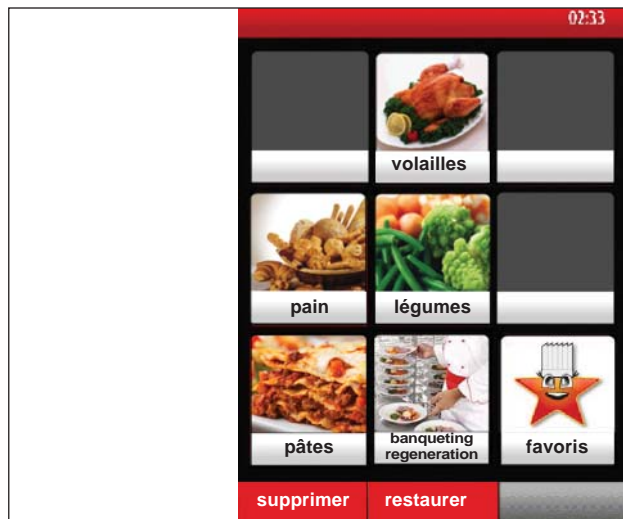 02:33
volailles
pain
légumes
pâtes
banqueting
regeneration
favoris
supprimer
restaurer